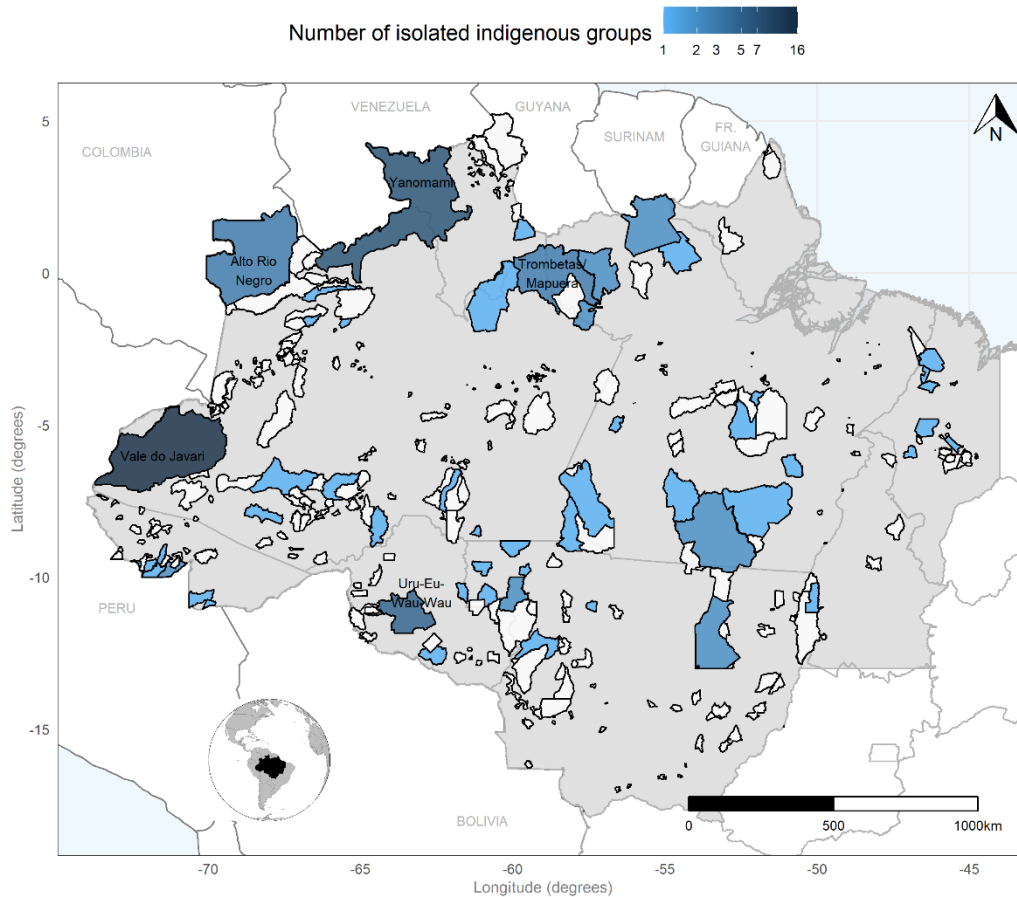 Number of isolated indigenous groups
1 2 3 5 7 16
VENEZUELA
GUYANA
SURINAM
FR.
GUIANA
COLOMBIA
N
Yanomami
Alto Rio
Negro
Trombetas/
Mapuera
Vale do Javari
Uru-Eu-
Wau-Wau
PERU
BOLIVIA
0 500 1000km
5
0
-5
-10
-15
Latitude (degrees)
-70 -65 -60 -55 -50 -45
Longitude (degrees)